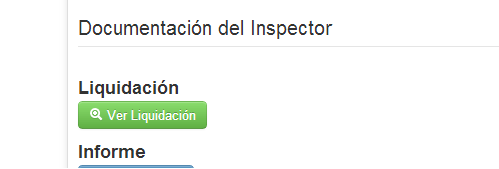 Documentación del Inspector
Liquidación
Ver Liquidación
Informe